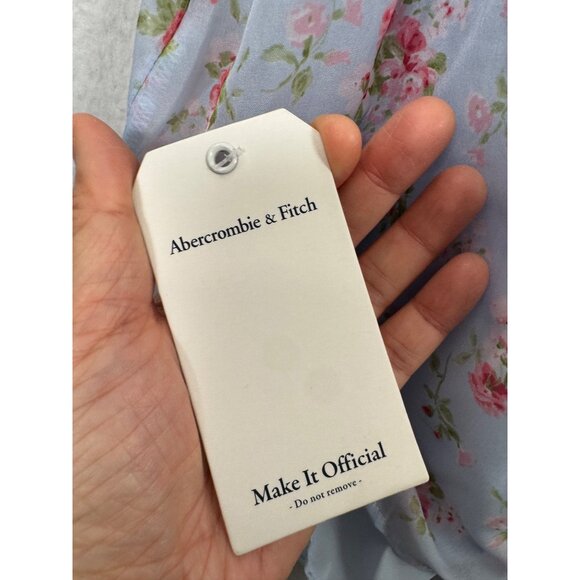 Abercrombie & Fitch
Make It Official
- Do not remove -